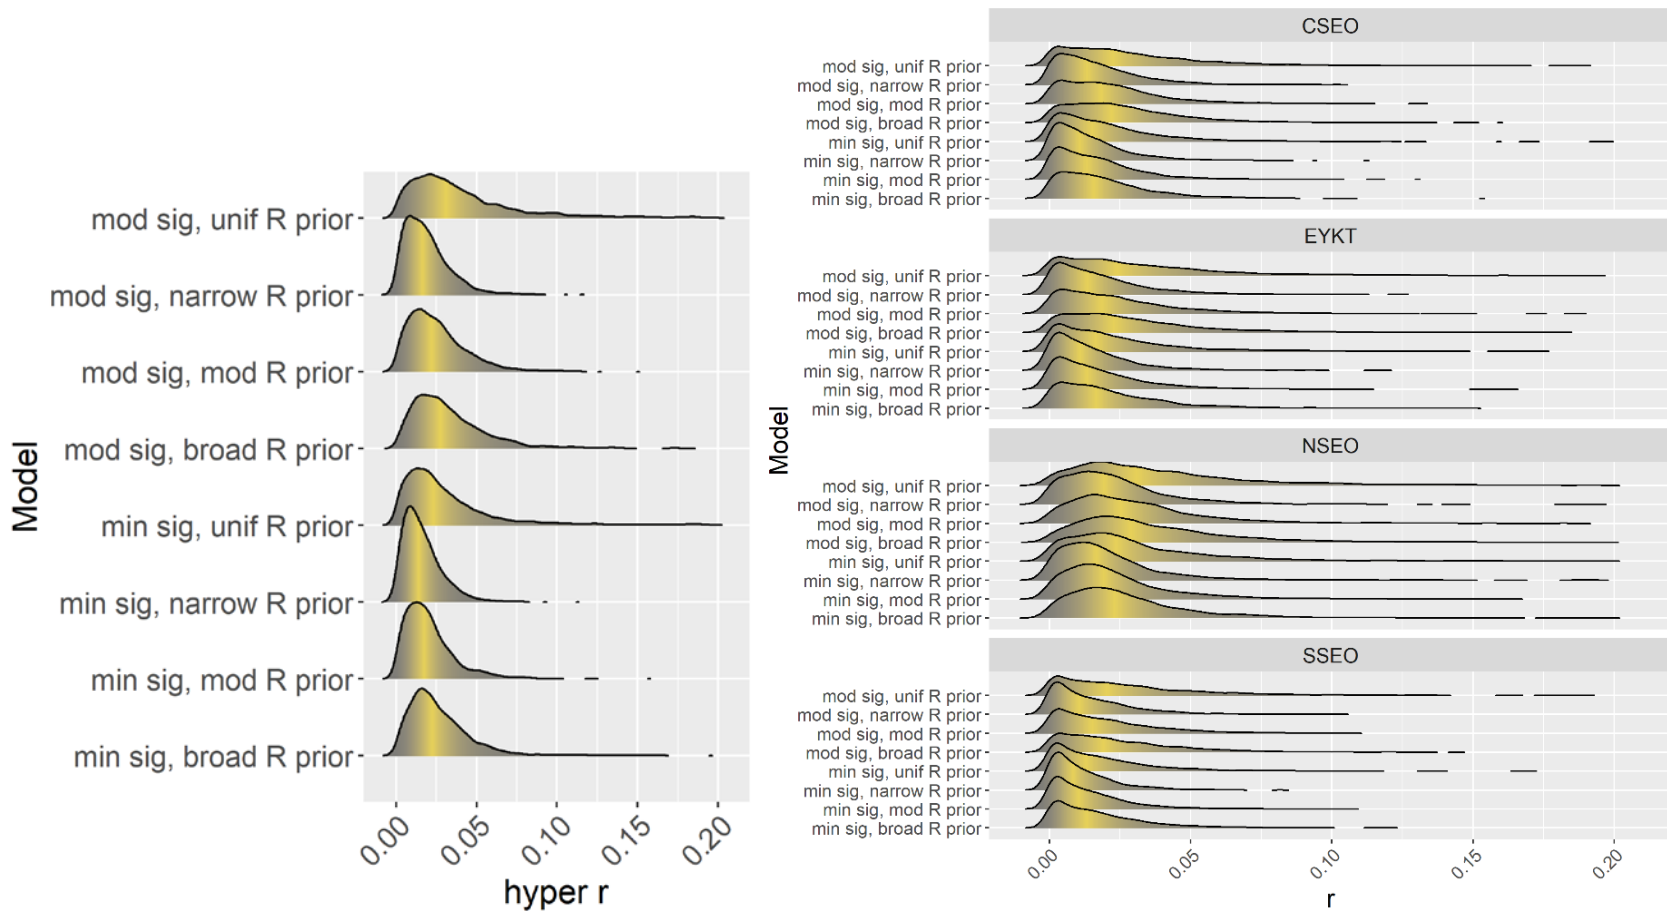 Model
mod sig, unif R prior
mod sig, narrow R prior
mod sig, mod R prior
mod sig, broad R prior
min sig, unif R prior
min sig, narrow R prior
min sig, mod R prior
min sig, broad R prior
0.00 0.05 0.10 0.15 0.20
hyper r
Model
CSEO
mod sig, unif R prior
mod sig, narrow R prior
mod sig, mod R prior
mod sig, broad R prior
min sig, unif R prior
min sig, narrow R prior
min sig, mod R prior
min sig, broad R prior
EYKT
mod sig, unif R prior
mod sig, narrow R prior
mod sig, mod R prior
mod sig, broad R prior
min sig, unif R prior
min sig, narrow R prior
min sig, mod R prior
min sig, broad R prior
NSEO
mod sig, unif R prior
mod sig, narrow R prior
mod sig, mod R prior
mod sig, broad R prior
min sig, unif R prior
min sig, narrow R prior
min sig, mod R prior
min sig, broad R prior
SSEO
mod sig, unif R prior
mod sig, narrow R prior
mod sig, mod R prior
mod sig, broad R prior
min sig, unif R prior
min sig, narrow R prior
min sig, mod R prior
min sig, broad R prior
0.00 0.05 0.10 0.15 0.20
r